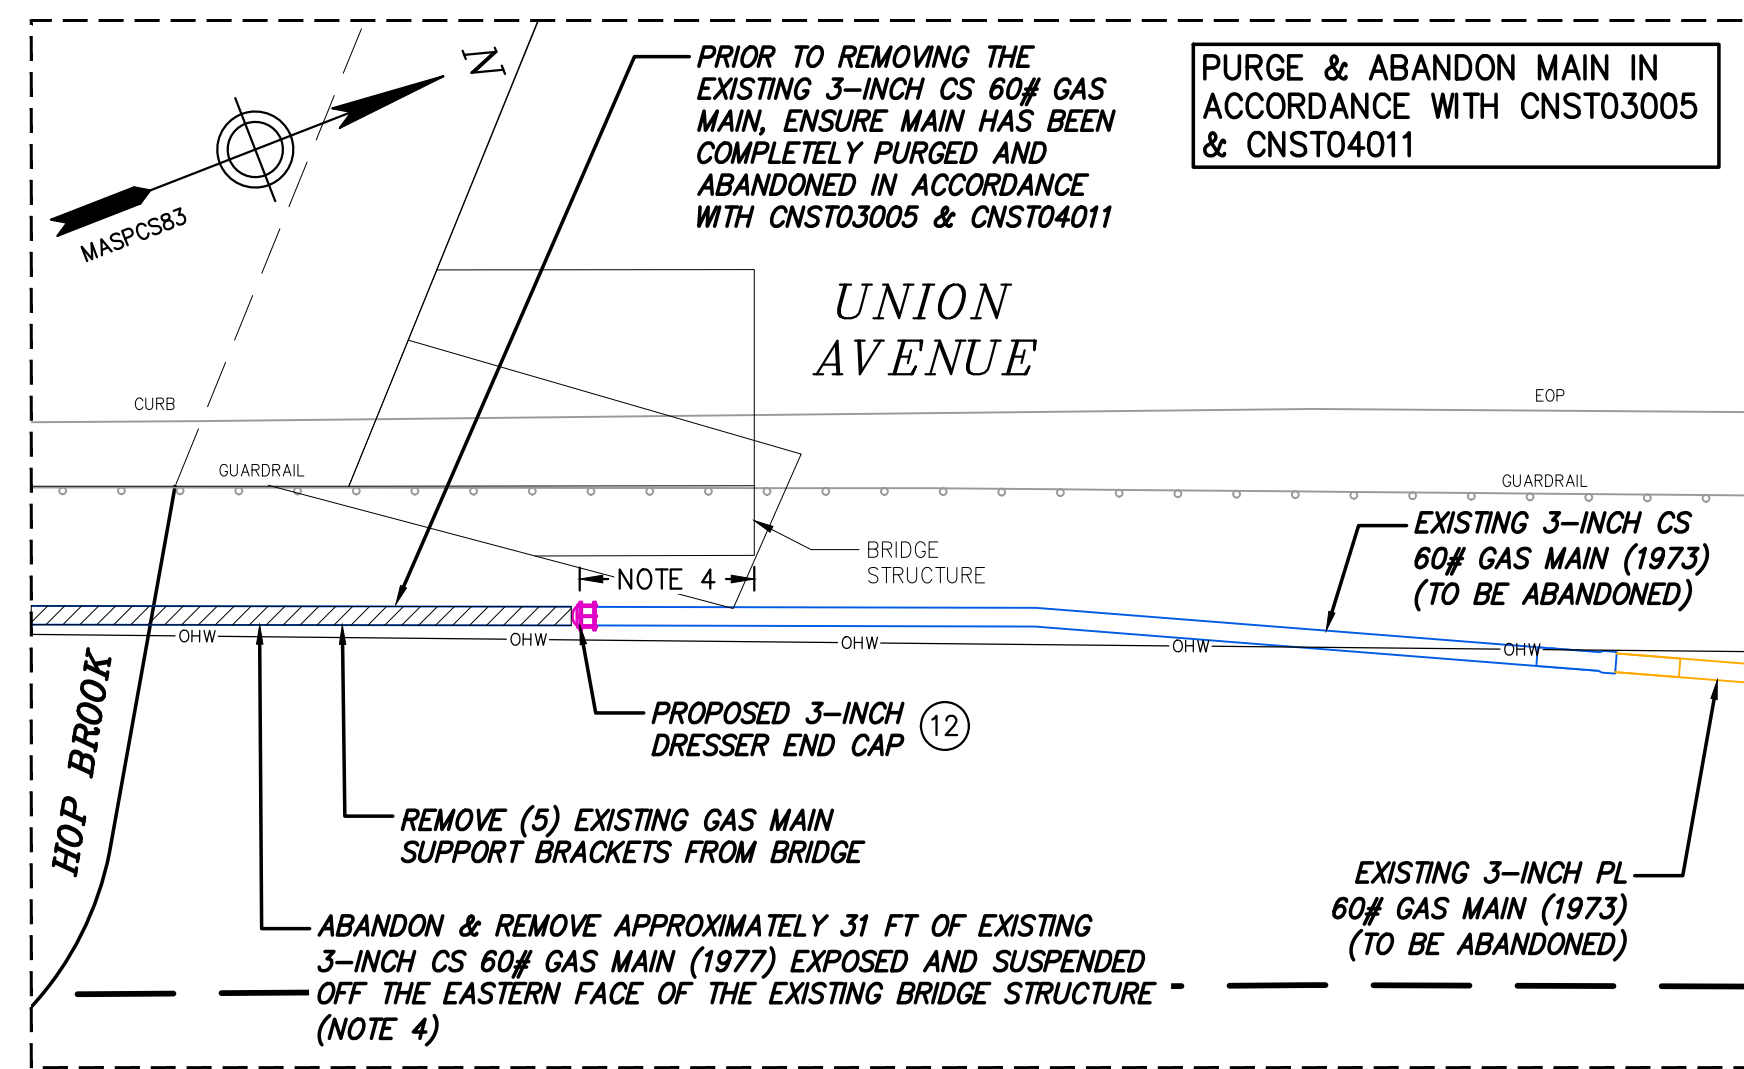 N
MASPCS83
PRIOR TO REMOVING THE
EXISTING 3-INCH CS 60# GAS
MAIN, ENSURE MAIN HAS BEEN
COMPLETELY PURGED AND
ABANDONED IN ACCORDANCE
WITH CNST03005 & CNST04011
PURGE & ABANDON MAIN IN
ACCORDANCE WITH CNST03005
& CNST04011
UNION
AVENUE
CURB
EOP
GUARDRAIL
GUARDRAIL
BRIDGE
STRUCTURE
NOTE 4
EXISTING 3-INCH CS
60# GAS MAIN (1973)
(TO BE ABANDONED)
OHW
OHW
OHW
OHW
OHW
HOP BROOK
PROPOSED 3-INCH
DRESSER END CAP
12
REMOVE (5) EXISTING GAS MAIN
SUPPORT BRACKETS FROM BRIDGE
EXISTING 3-INCH PL
60# GAS MAIN (1973)
(TO BE ABANDONED)
ABANDON & REMOVE APPROXIMATELY 31 FT OF EXISTING
3-INCH CS 60# GAS MAIN (1977) EXPOSED AND SUSPENDED
OFF THE EASTERN FACE OF THE EXISTING BRIDGE STRUCTURE
(NOTE 4)